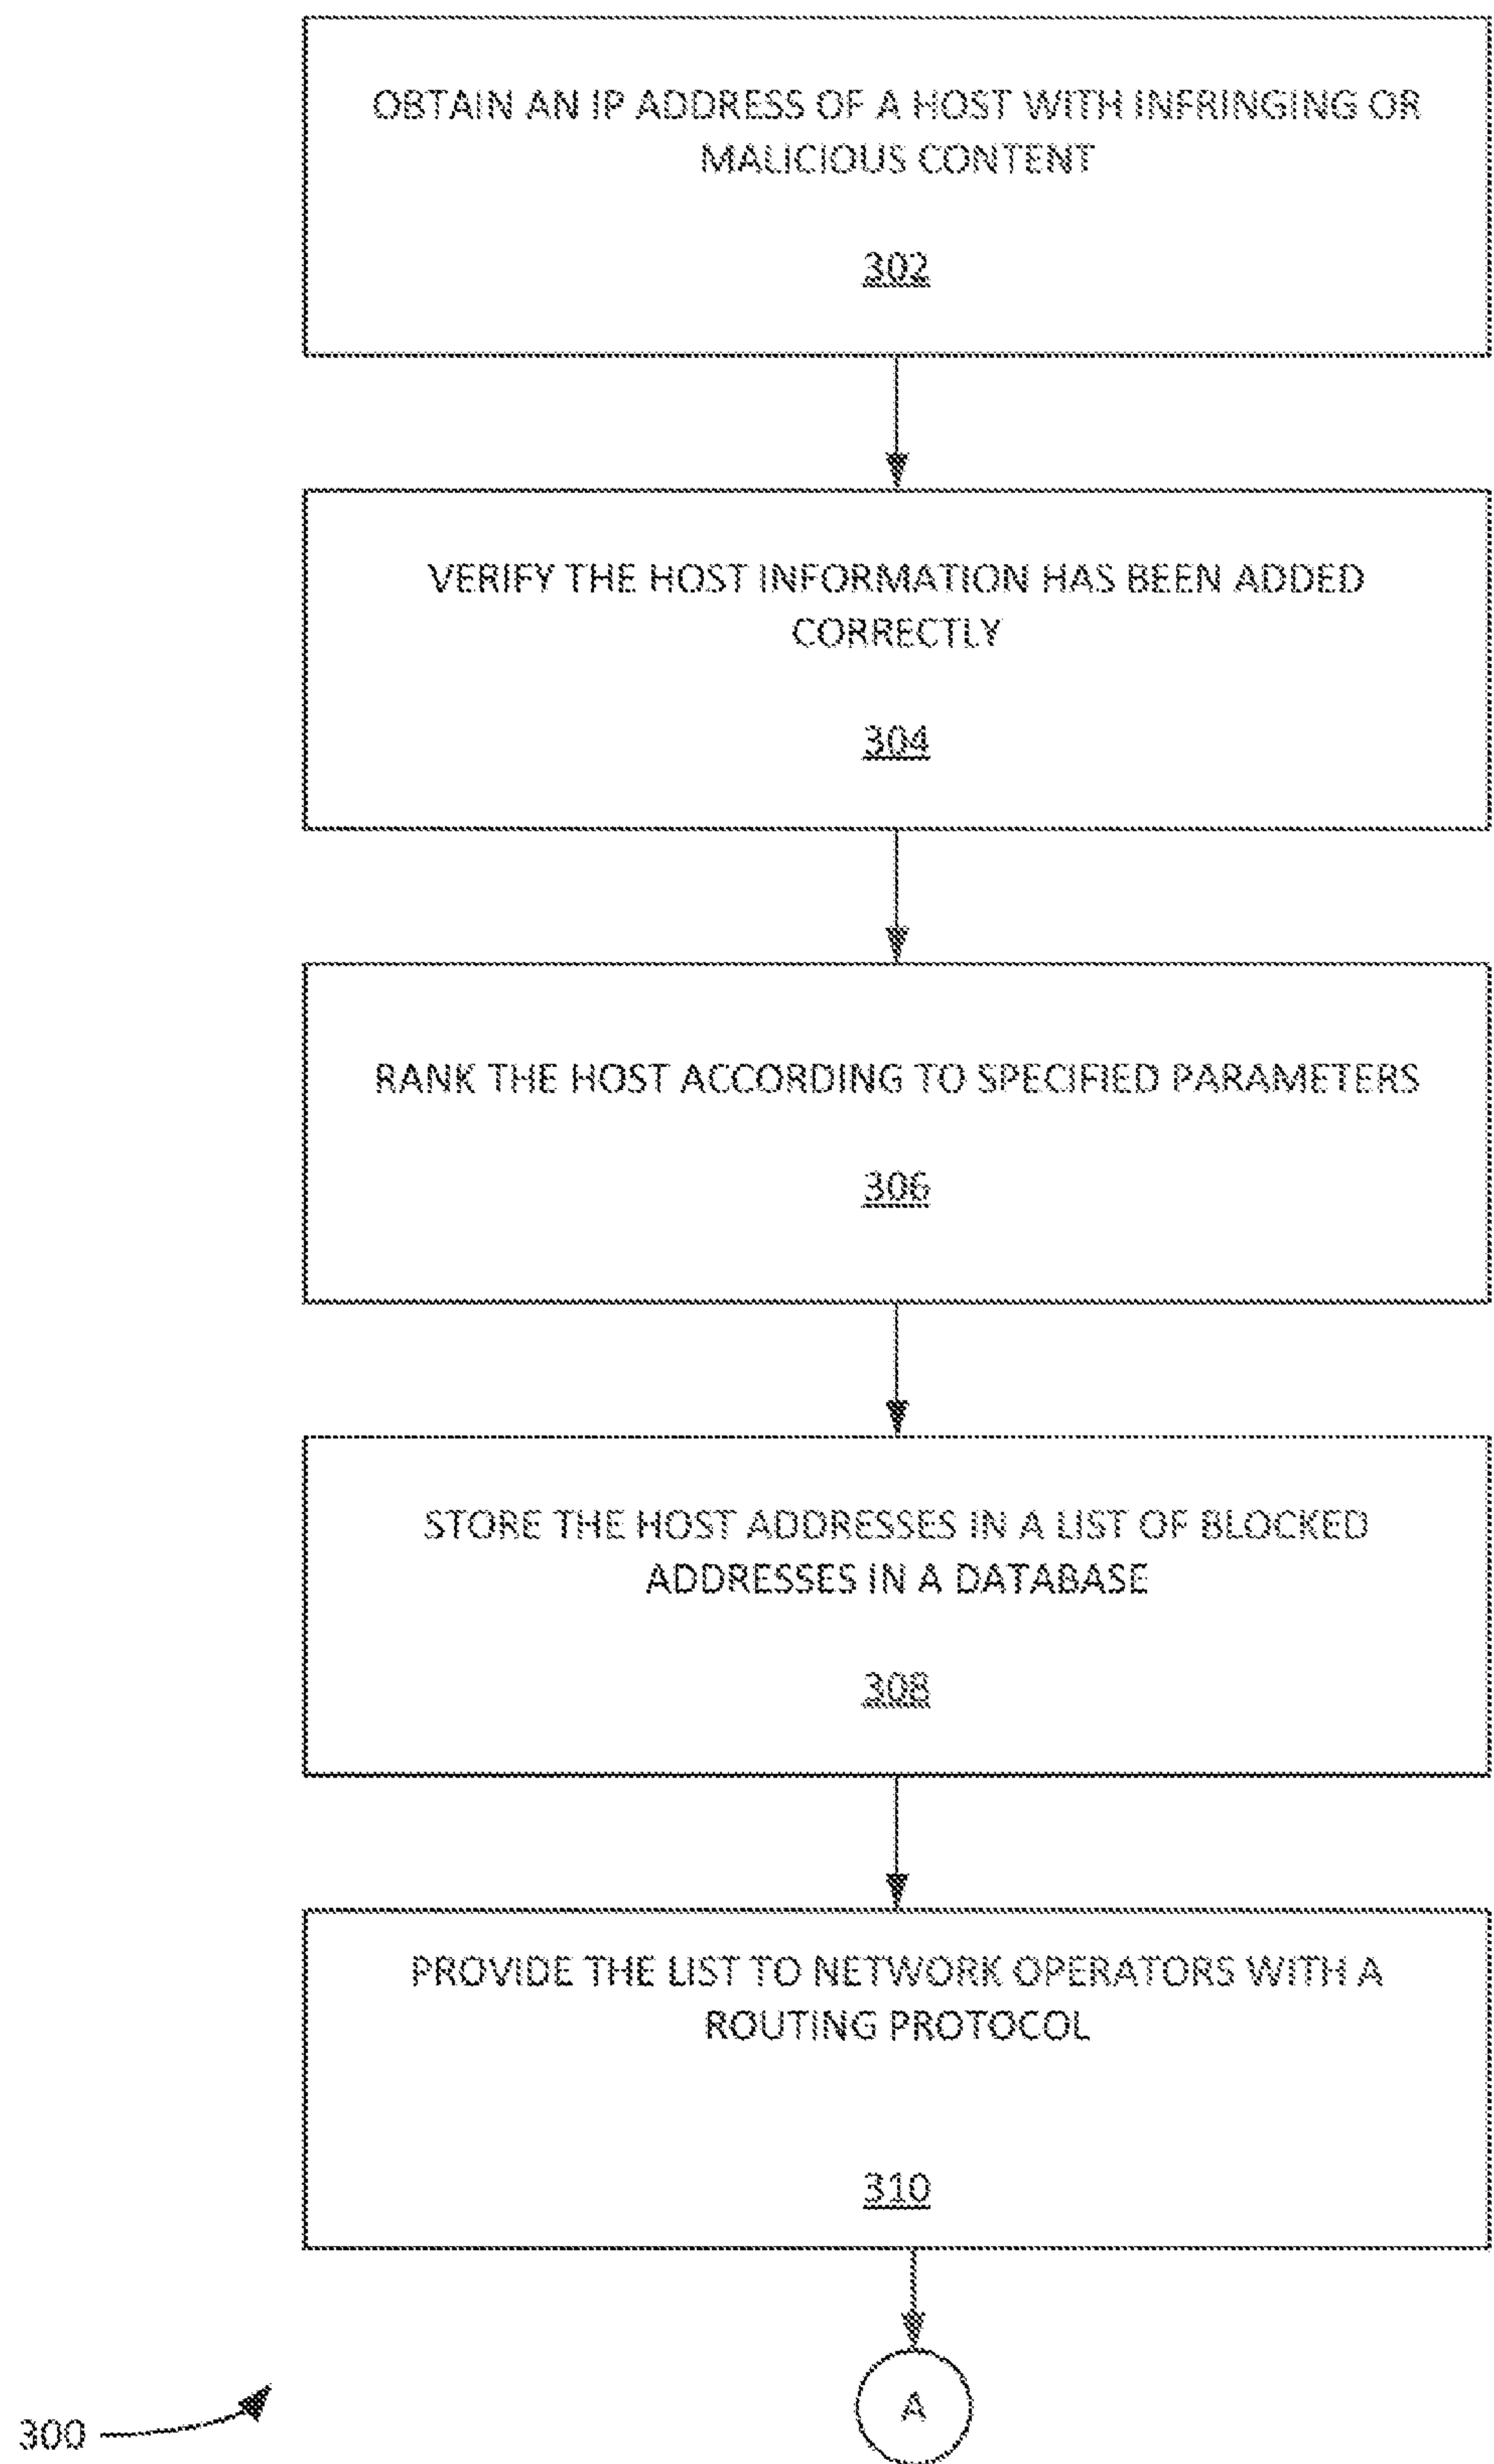 OBTAIN AN IP ADDRESS OF A HOST WITH INFRINGING OR
MALICIOUS CONTENT
302
VERIFY THE HOST INFORMATION HAS BEEN ADDED
CORRECTLY
304
RANK THE HOST ACCORDING TO SPECIFIED PARAMETERS
306
STORE THE HOST ADDRESSES IN A LIST OF BLOCKED
ADDRESSES IN A DATABASE
308
PROVIDE THE LIST TO NETWORK OPERATORS WITH A
ROUTING PROTOCOL
310
A
300